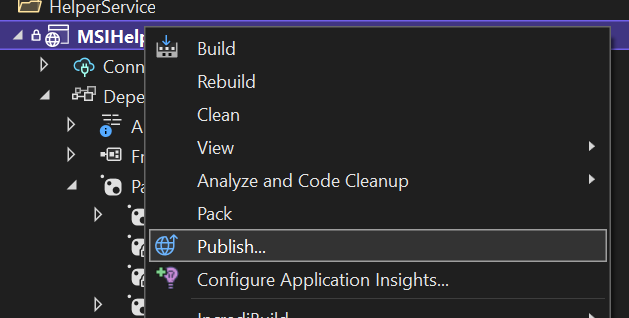 HelperService
MSIHelp
Build
Conn
Rebuild
Depe
Clean
A
View
Fr
Analyze and Code Cleanup
Pa
Pack
Publish...
Configure Application Insights...
IncrediBuild